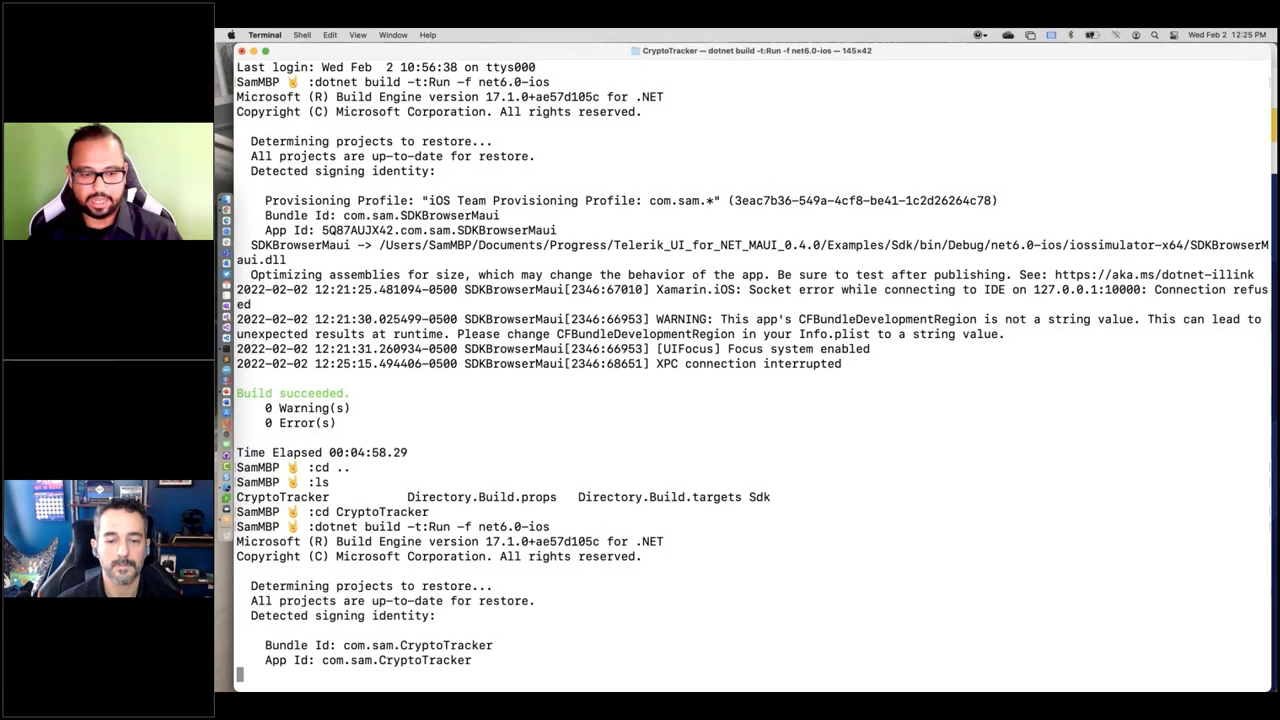 Terminal Shell Edit View Window Help Wed Feb 2 12:25 PM
CryptoTracker — dotnet build -t:Run -f net6.0-ios — 145×42
Last login: Wed Feb  2 10:56:38 on ttys000
SamMBP 🤘 :dotnet build -t:Run -f net6.0-ios
Microsoft (R) Build Engine version 17.1.0+ae57d105c for .NET
Copyright (C) Microsoft Corporation. All rights reserved.
Determining projects to restore...
All projects are up-to-date for restore.
Detected signing identity:
Provisioning Profile: "iOS Team Provisioning Profile: com.sam.*" (3eac7b36-549a-4cf8-be41-1c2d26264c78)
Bundle Id: com.sam.SDKBrowserMaui
App Id: 5Q87AUJX42.com.sam.SDKBrowserMaui
SDKBrowserMaui -> /Users/SamMBP/Documents/Progress/Telerik_UI_for_NET_MAUI_0.4.0/Examples/Sdk/bin/Debug/net6.0-ios/iossimulator-x64/SDKBrowserM
aui.dll
Optimizing assemblies for size, which may change the behavior of the app. Be sure to test after publishing. See: https://aka.ms/dotnet-illink
2022-02-02 12:21:25.481094-0500 SDKBrowserMaui[2346:67010] Xamarin.iOS: Socket error while connecting to IDE on 127.0.0.1:10000: Connection refus
ed
2022-02-02 12:21:30.025499-0500 SDKBrowserMaui[2346:66953] WARNING: This app's CFBundleDevelopmentRegion is not a string value. This can lead to
unexpected results at runtime. Please change CFBundleDevelopmentRegion in your Info.plist to a string value.
2022-02-02 12:21:31.260934-0500 SDKBrowserMaui[2346:66953] [UIFocus] Focus system enabled
2022-02-02 12:25:15.494406-0500 SDKBrowserMaui[2346:68651] XPC connection interrupted
Build succeeded.
0 Warning(s)
0 Error(s)
Time Elapsed 00:04:58.29
SamMBP 🤘 :cd ..
SamMBP 🤘 :ls
CryptoTracker Directory.Build.props Directory.Build.targets Sdk
SamMBP 🤘 :cd CryptoTracker
SamMBP 🤘 :dotnet build -t:Run -f net6.0-ios
Microsoft (R) Build Engine version 17.1.0+ae57d105c for .NET
Copyright (C) Microsoft Corporation. All rights reserved.
Determining projects to restore...
All projects are up-to-date for restore.
Detected signing identity:
Bundle Id: com.sam.CryptoTracker
App Id: com.sam.CryptoTracker